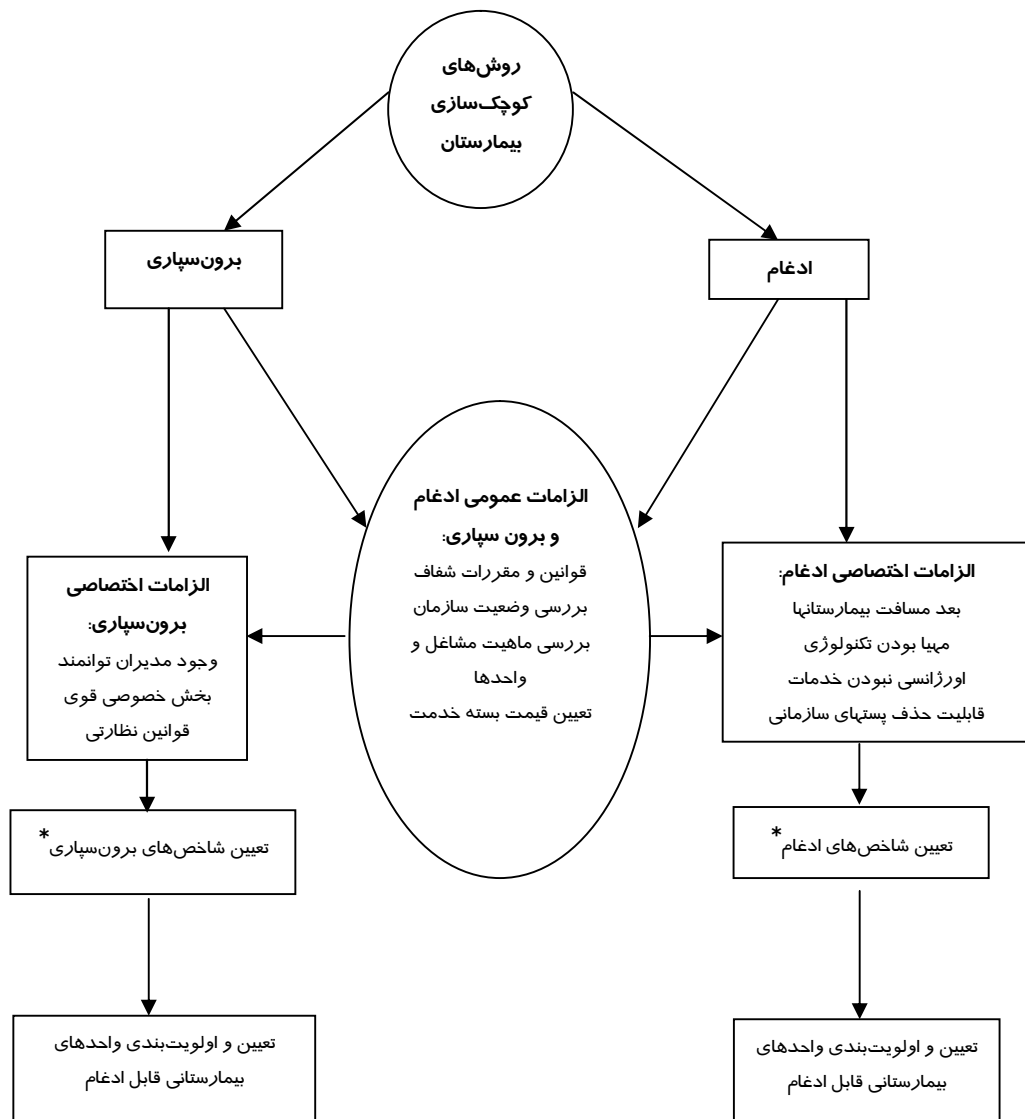 روش‌های
کوچک‌سازی
بیمارستان
ادغام
برون‌سپاری
الزامات عمومی ادغام
و برون سپاری:
قوانین و مقررات شفاف
بررسی وضعیت سازمان
بررسی ماهیت مشاغل و
واحدها
تعیین قیمت بسته خدمت
الزامات اختصاصی ادغام:
بعد مسافت بیمارستانها
مهیا بودن تکنولوژی
اورژانسی نبودن خدمات
قابلیت حذف پستهای سازمانی
الزامات اختصاصی
برون‌سپاری:
وجود مدیران توانمند
بخش خصوصی قوی
قوانین نظارتی
تعیین شاخص‌های ادغام*
تعیین شاخص‌های برون‌سپاری*
تعیین و اولویت‌بندی واحدهای
بیمارستانی قابل ادغام
تعیین و اولویت‌بندی واحدهای
بیمارستانی قابل ادغام